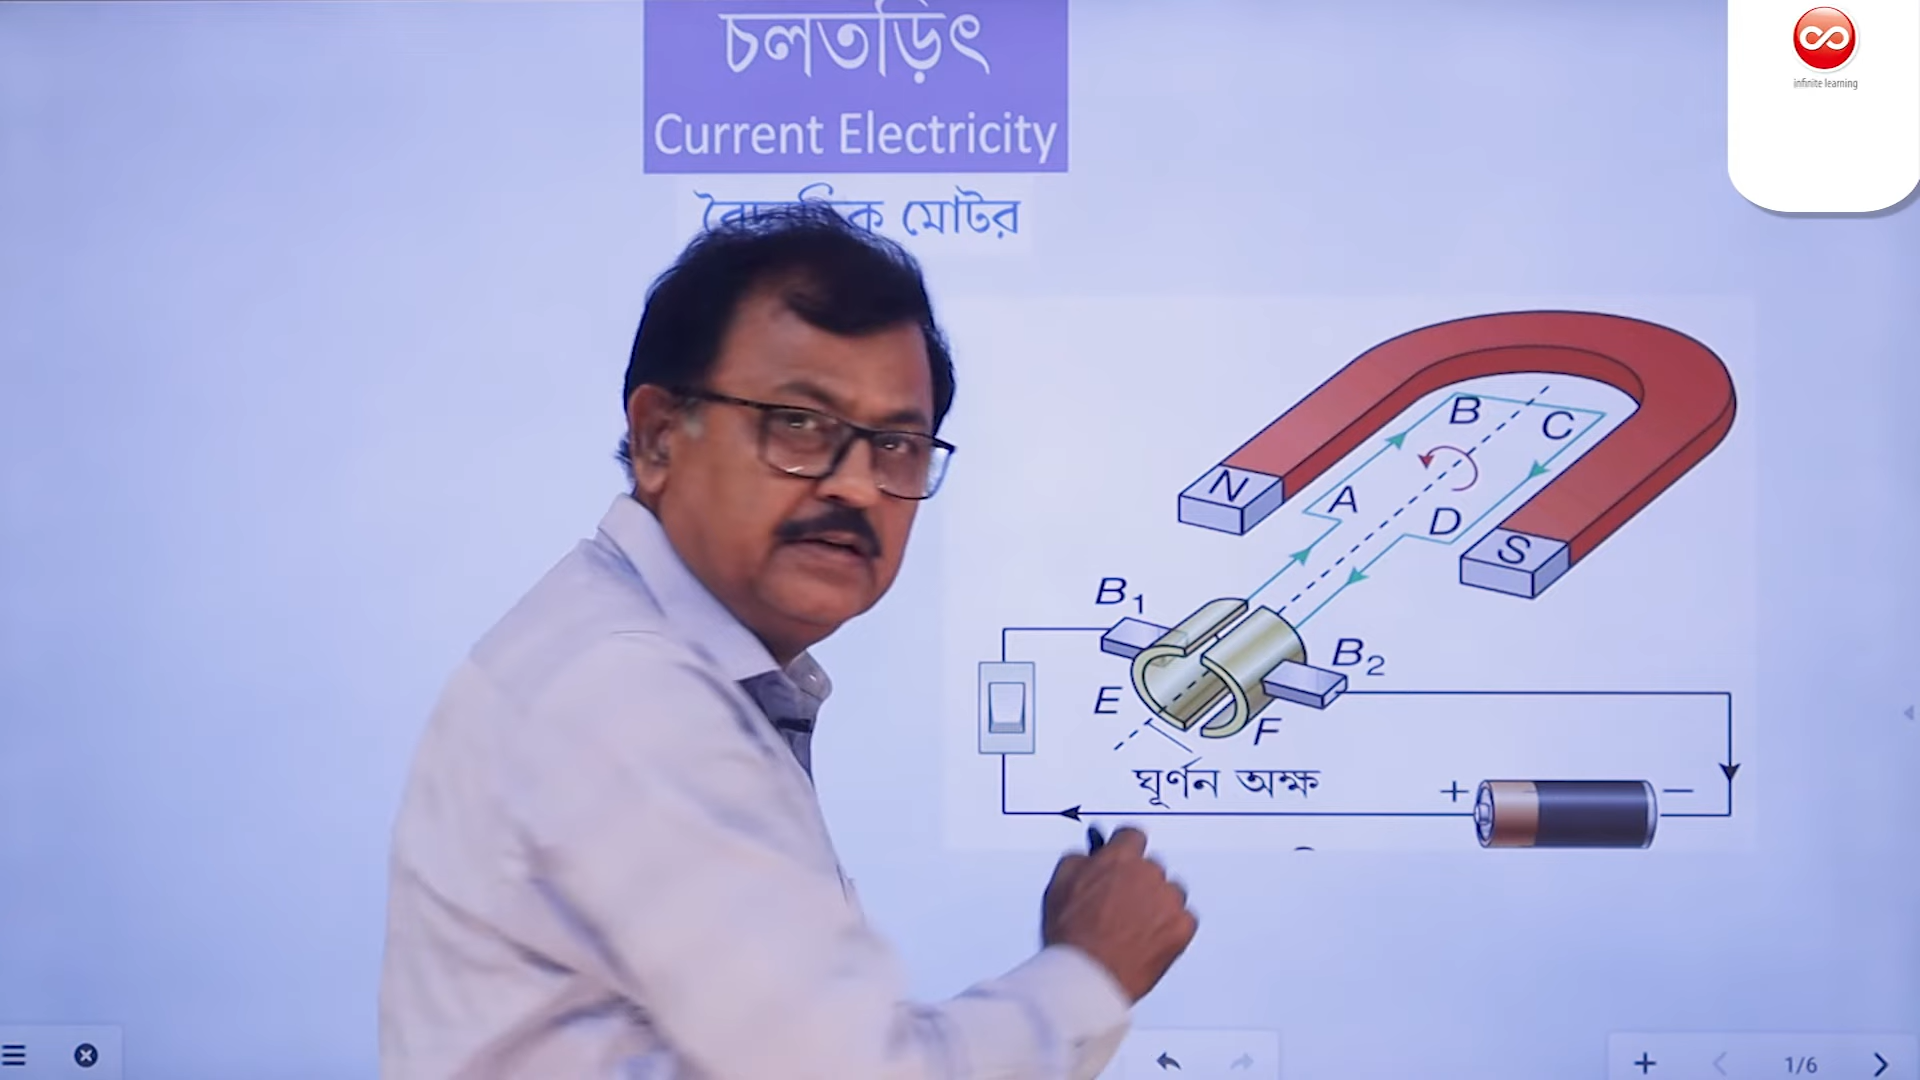 চলতড়িৎ
Current Electricity
মোটর
infinite learning
B
C
N
A
D
S
B1
B2
E
F
ঘূর্ণন অক্ষ
+
−
1/6